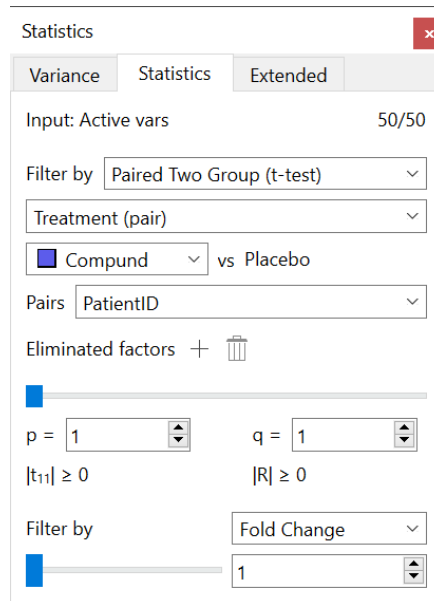 Statistics
x
Variance Statistics Extended
Input: Active vars 50/50
Filter by Paired Two Group (t-test)
Treatment (pair)
Compund vs Placebo
Pairs PatientID
Eliminated factors +
p = 1 q = 1
|t₁₁| ≥ 0 |R| ≥ 0
Filter by Fold Change
1